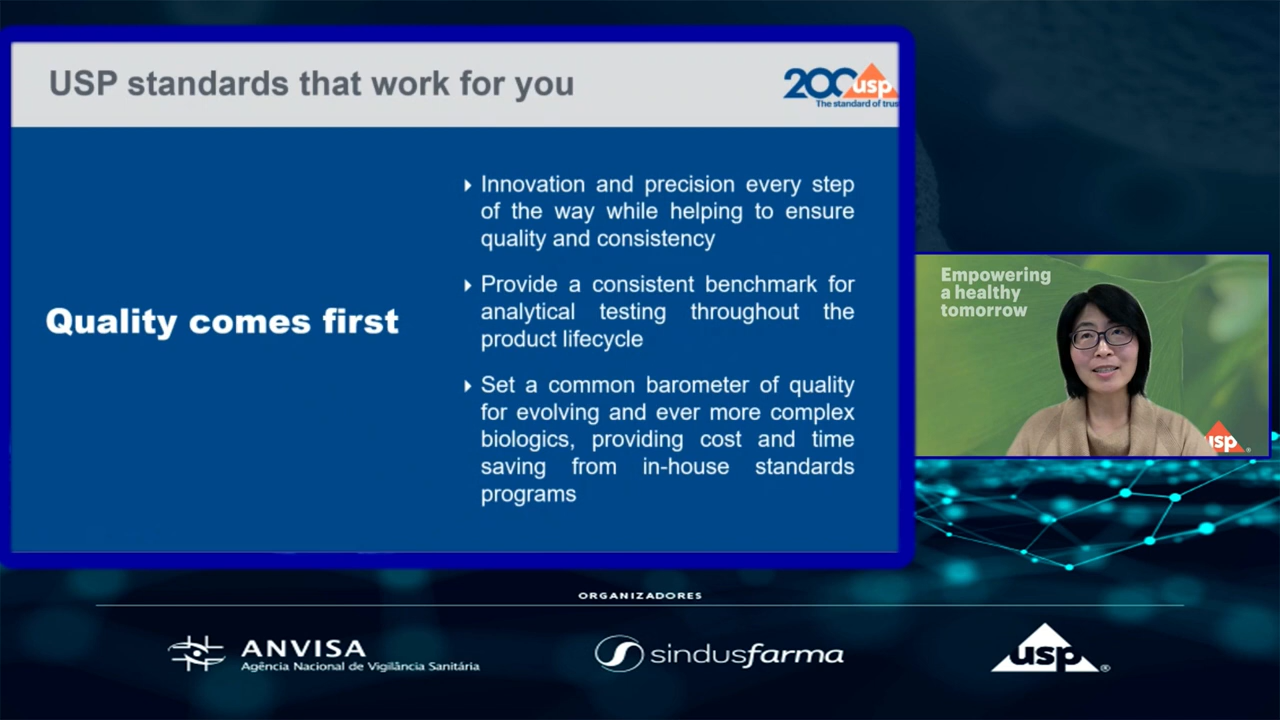 USP standards that work for you
200 usp
The standard of trus
Quality comes first
Innovation and precision every step
of the way while helping to ensure
quality and consistency
Provide a consistent benchmark for
analytical testing throughout the
product lifecycle
Set a common barometer of quality
for evolving and ever more complex
biologics, providing cost and time
saving from in-house standards
programs
Empowering
a healthy
tomorrow
usp®
ORGANIZADORES
ANVISA
Agência Nacional de Vigilância Sanitária
sindusfarma
usp®